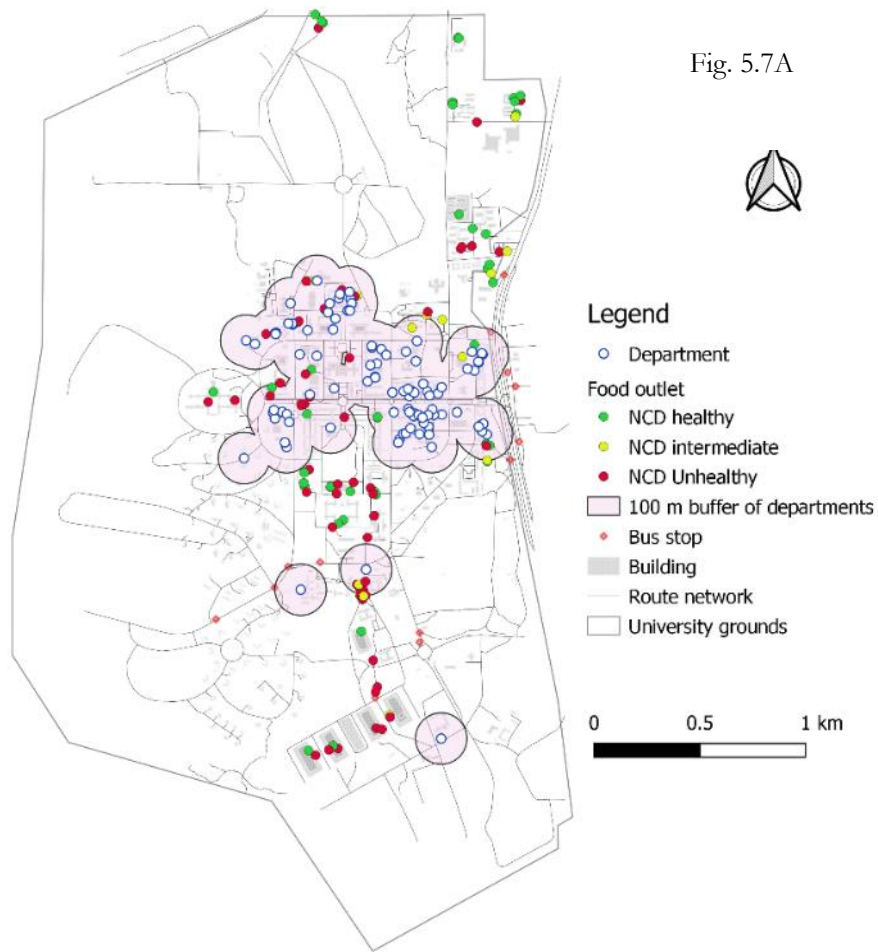 Fig. 5.7A
Legend
Department
Food outlet
NCD healthy
NCD intermediate
NCD Unhealthy
100 m buffer of departments
Bus stop
Building
Route network
University grounds
0 0.5 1 km